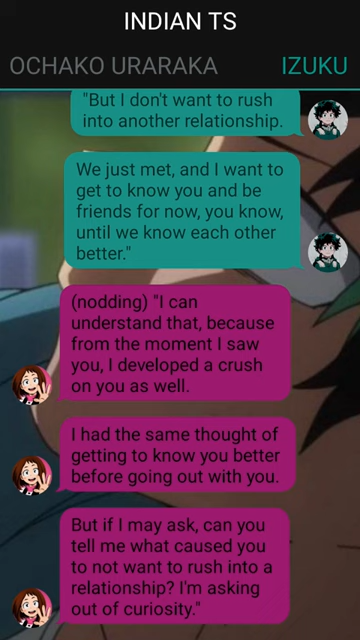 INDIAN TS
OCHAKO URARAKA IZUKU
"But I don't want to rush
into another relationship.
We just met, and I want to
get to know you and be
friends for now, you know,
until we know each other
better."
(nodding) "I can
understand that, because
from the moment I saw
you, I developed a crush
on you as well.
I had the same thought of
getting to know you better
before going out with you.
But if I may ask, can you
tell me what caused you
to not want to rush into a
relationship? I'm asking
out of curiosity."